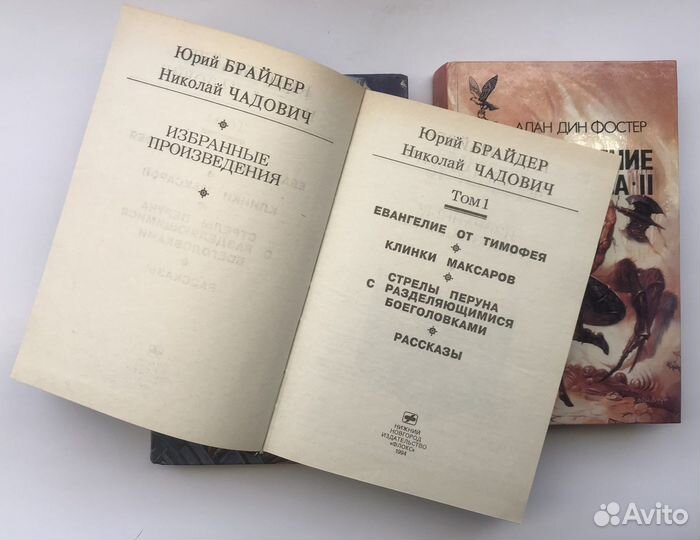 Юрий БРАЙДЕР
Николай ЧАДОВИЧ
ИЗБРАННЫЕ
ПРОИЗВЕДЕНИЯ
Юрий БРАЙДЕР
Николай ЧАДОВИЧ
Том 1
ЕВАНГЕЛИЕ ОТ ТИМОФЕЯ
КЛИНКИ МАКСАРОВ
СТРЕЛЫ ПЕРУНА
С РАЗДЕЛЯЮЩИМИСЯ
БОЕГОЛОВКАМИ
РАССКАЗЫ
НИЖНИЙ
НОВГОРОД
ИЗДАТЕЛЬСТВО
«ФЛОКС»
1994
АЛАН ДИН ФОСТЕР
II
Avito